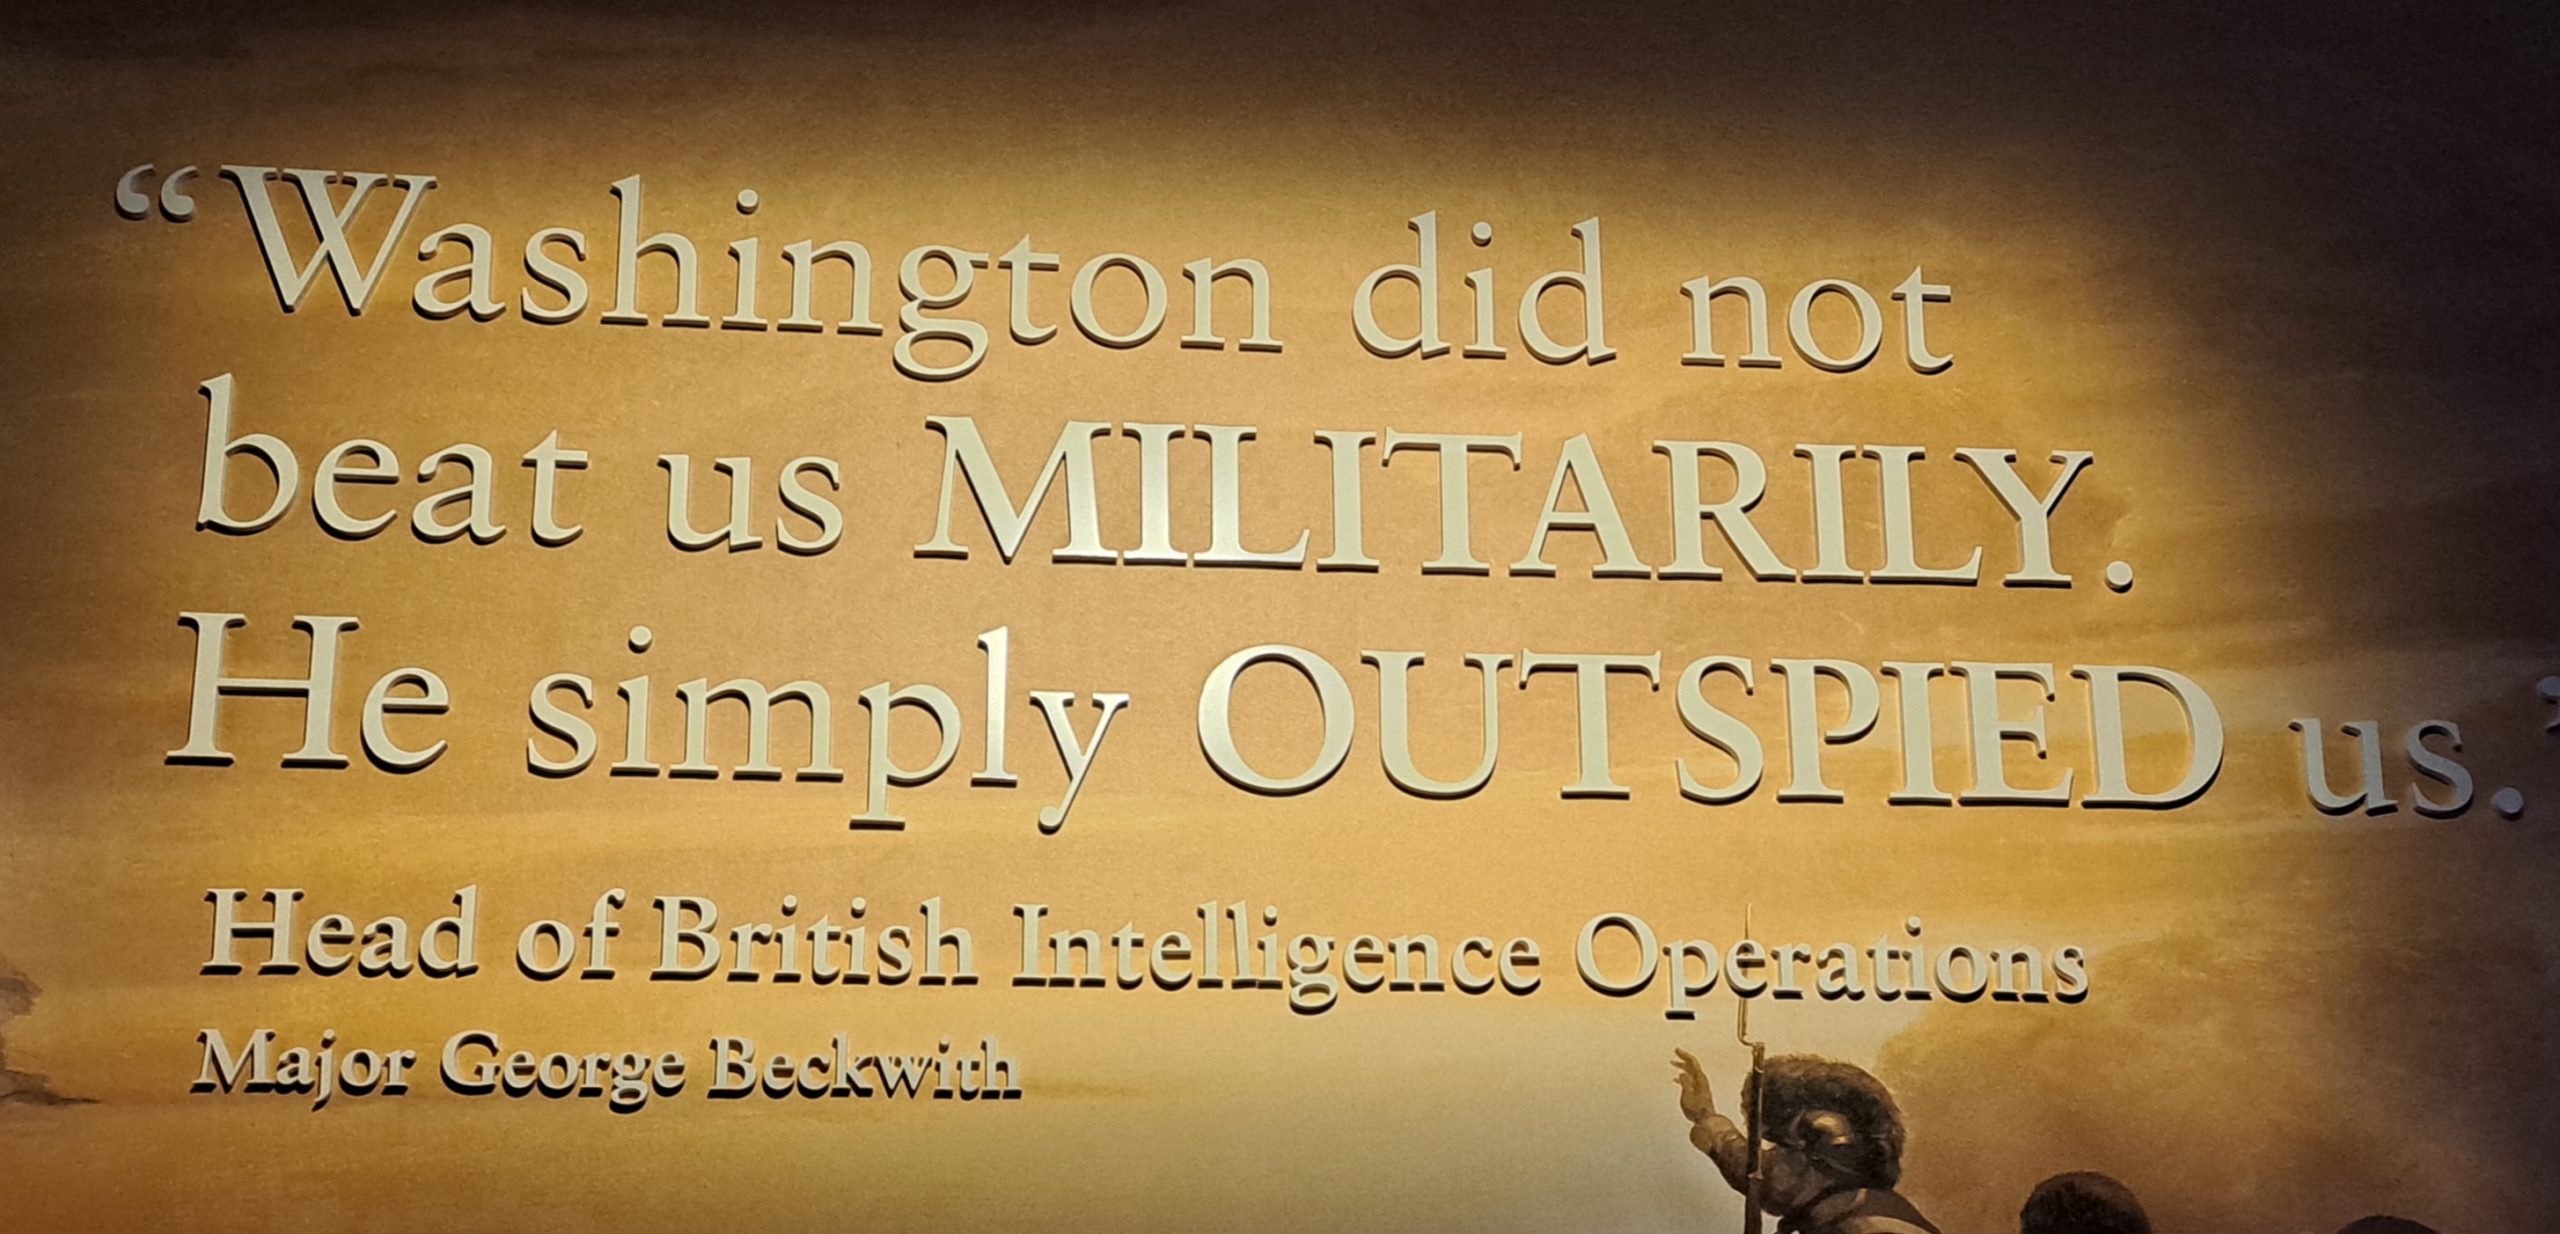 “Washington did not
beat us MILITARILY.
He simply OUTSPIED us.”
Head of British Intelligence Operations
Major George Beckwith